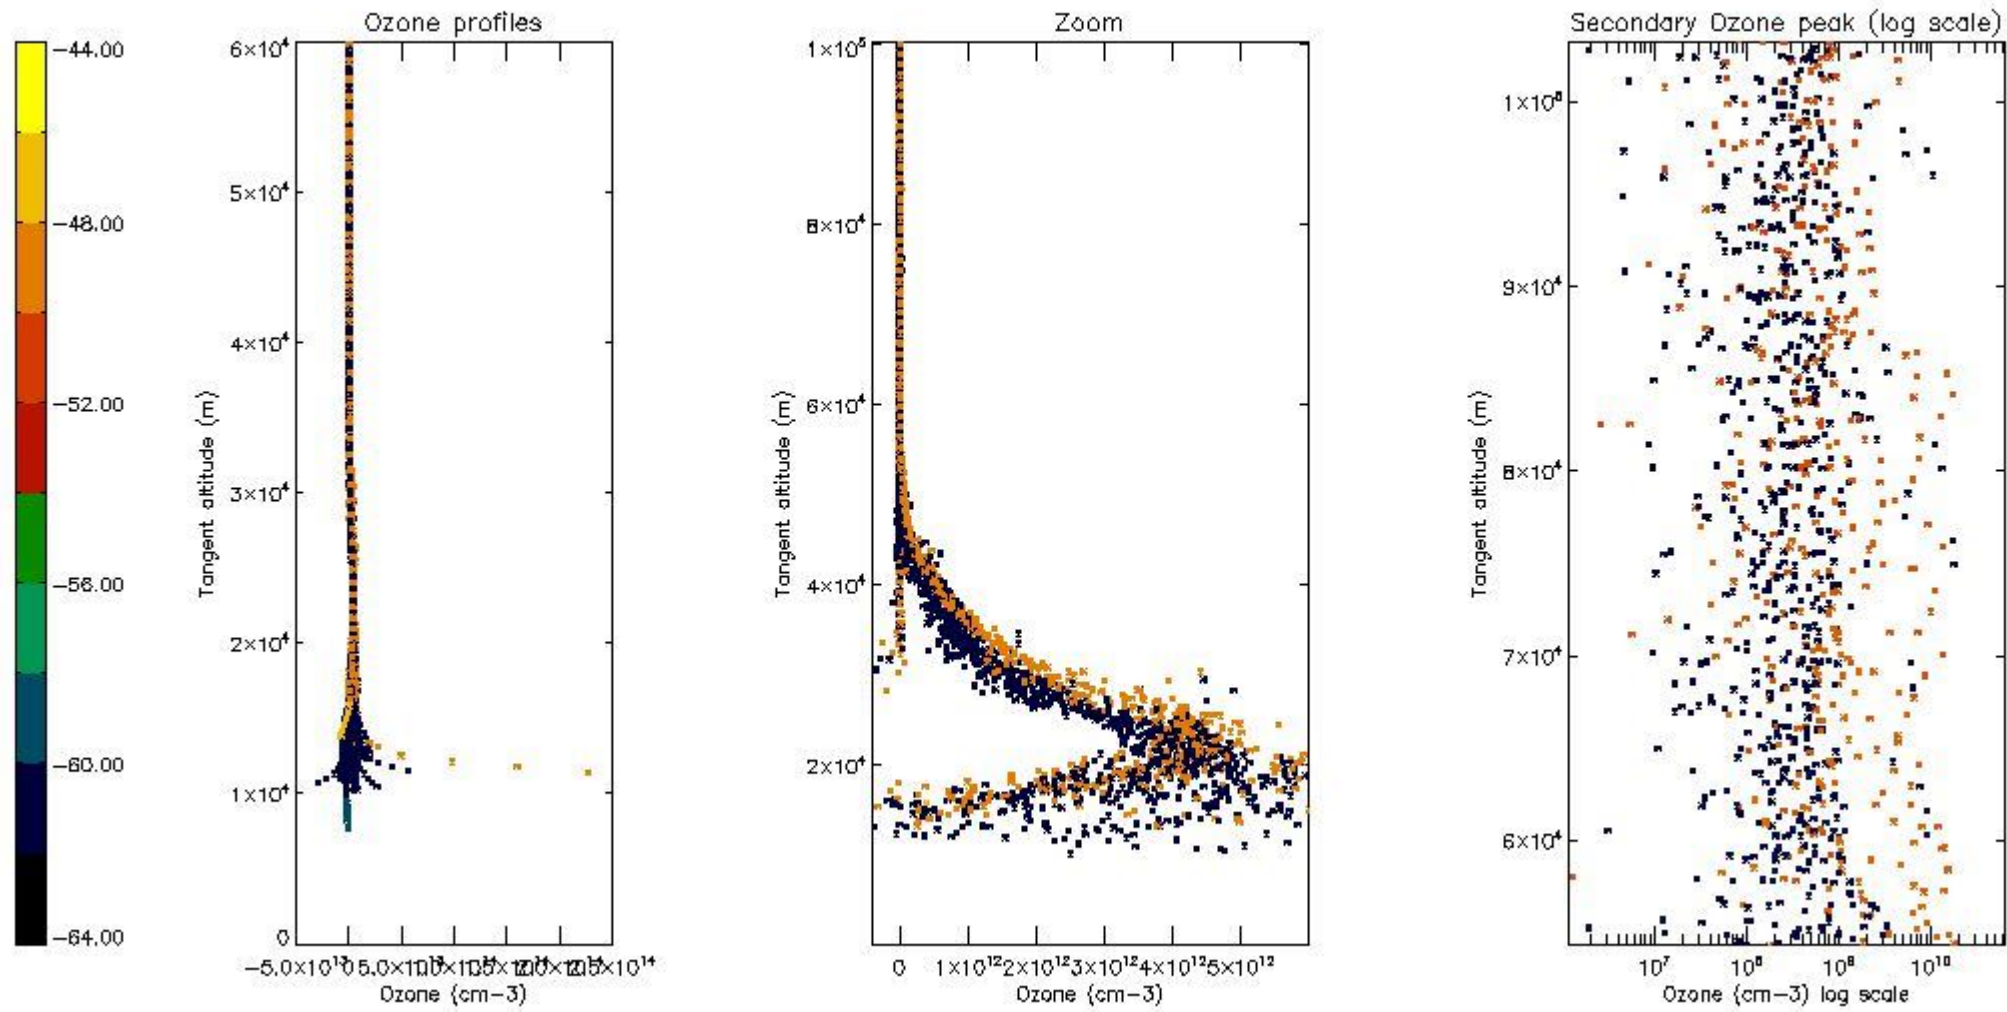 Ozone profiles
Zoom
Secondary Ozone peak (log scale)
-44.00
-48.00
-52.00
-56.00
-60.00
-64.00
6×10⁴
5×10⁴
4×10⁴
3×10⁴
2×10⁴
1×10⁴
0
Tangent altitude (m)
-5.0×10¹³
Ozone (cm-3)
1×10⁵
8×10⁴
6×10⁴
4×10⁴
2×10⁴
Tangent altitude (m)
0 1×10¹² 2×10¹² 3×10¹² 4×10¹² 5×10¹²
Ozone (cm-3)
9×10⁴
8×10⁴
7×10⁴
6×10⁴
Tangent altitude (m)
10⁷ 10⁸ 10⁹ 10¹⁰
Ozone (cm-3) log scale